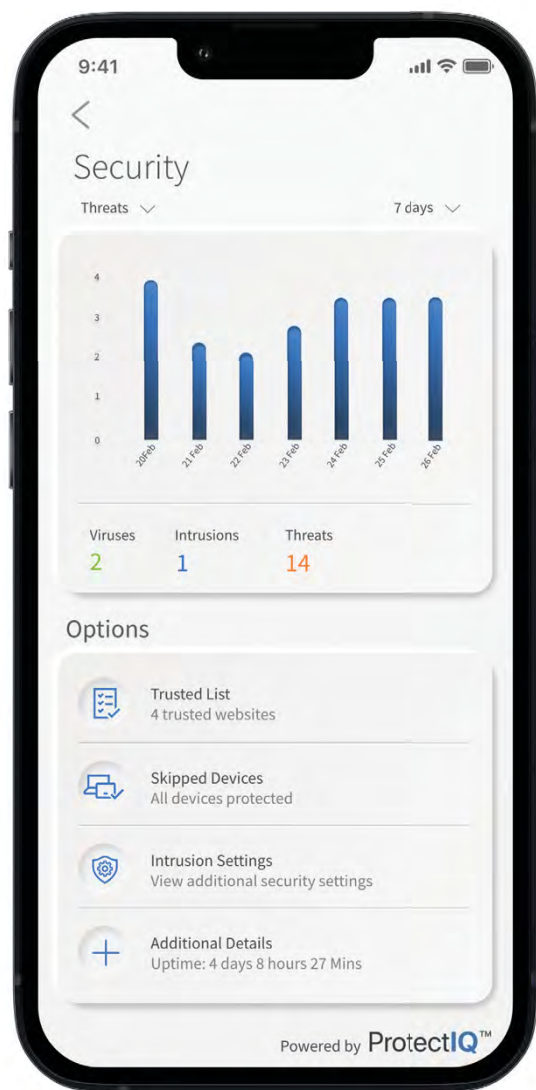 9:41
Security
Threats
7 days
4
3
2
1
0
20Feb
21 Feb
22 Feb
23 Feb
24 Feb
25 Feb
26 Feb
Viruses Intrusions Threats
2 1 14
Options
Trusted List
4 trusted websites
Skipped Devices
All devices protected
Intrusion Settings
View additional security settings
Additional Details
Uptime: 4 days 8 hours 27 Mins
Powered by ProtectIQ™